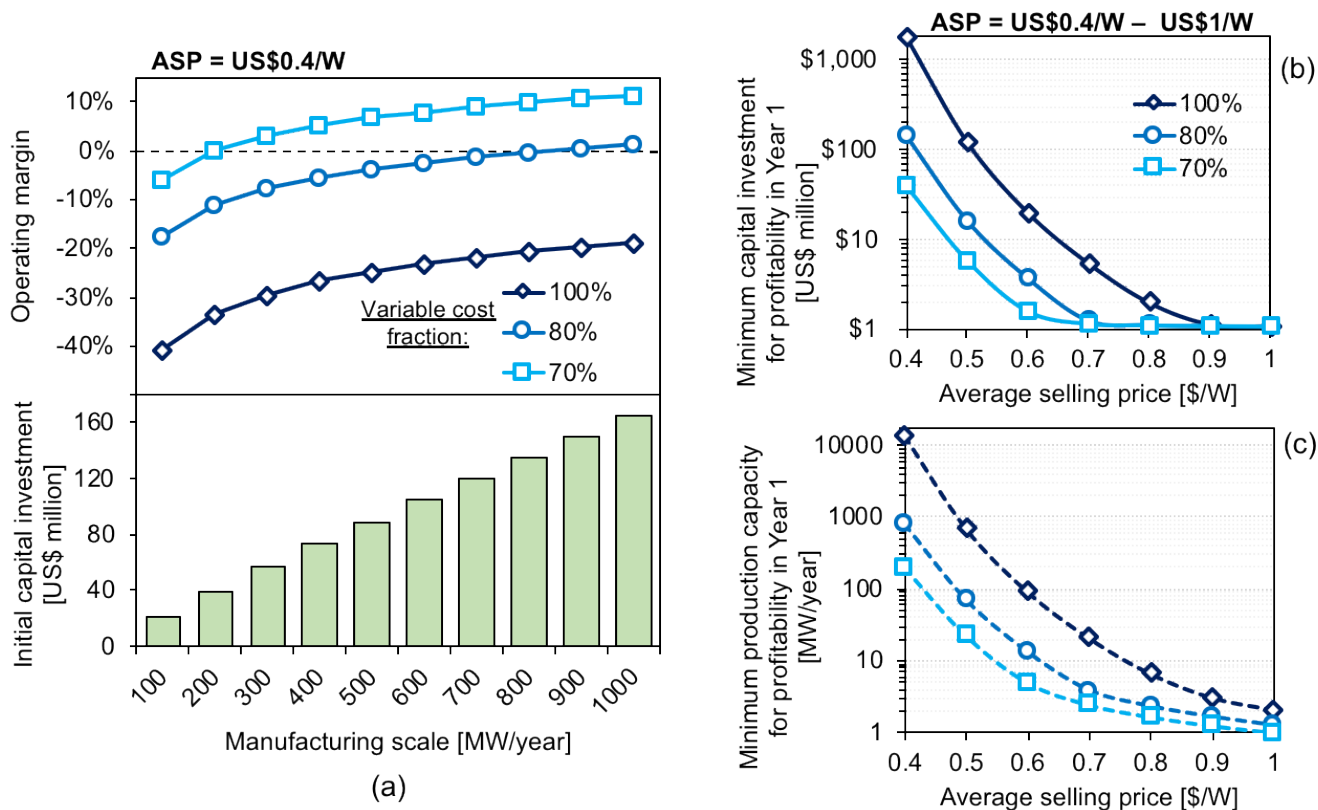 ASP = US$0.4/W
Operating margin
10%
0%
-10%
-20%
-30%
-40%
Variable cost
fraction:
100%
80%
70%
Initial capital investment
[US$ million]
160
120
80
40
0
100
200
300
400
500
600
700
800
900
1000
Manufacturing scale [MW/year]
(a)
ASP = US$0.4/W – US$1/W
(b)
Minimum capital investment
for profitability in Year 1
[US$ million]
$1,000
$100
$10
$1
100%
80%
70%
0.4 0.5 0.6 0.7 0.8 0.9 1
Average selling price [$/W]
(c)
Minimum production capacity
for profitability in Year 1
[MW/year]
10000
1000
100
10
1
0.4 0.5 0.6 0.7 0.8 0.9 1
Average selling price [$/W]